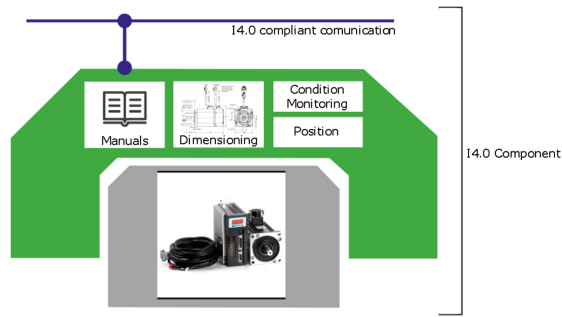 I4.0 compliant comunication
Condition
Monitoring
Manuals
Dimensioning
Position
I4.0 Component